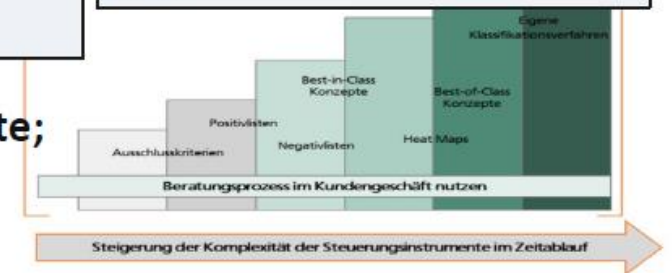 Eigene
Klassifikationsverfahren
Best-in-Class
Konzepte
Best-of-Class
Konzepte
te;
Positivlisten
Ausschlusskriterien
Negativlisten
Heat Maps
Beratungsprozess im Kundengeschäft nutzen
Steigerung der Komplexität der Steuerungsinstrumente im Zeitablauf